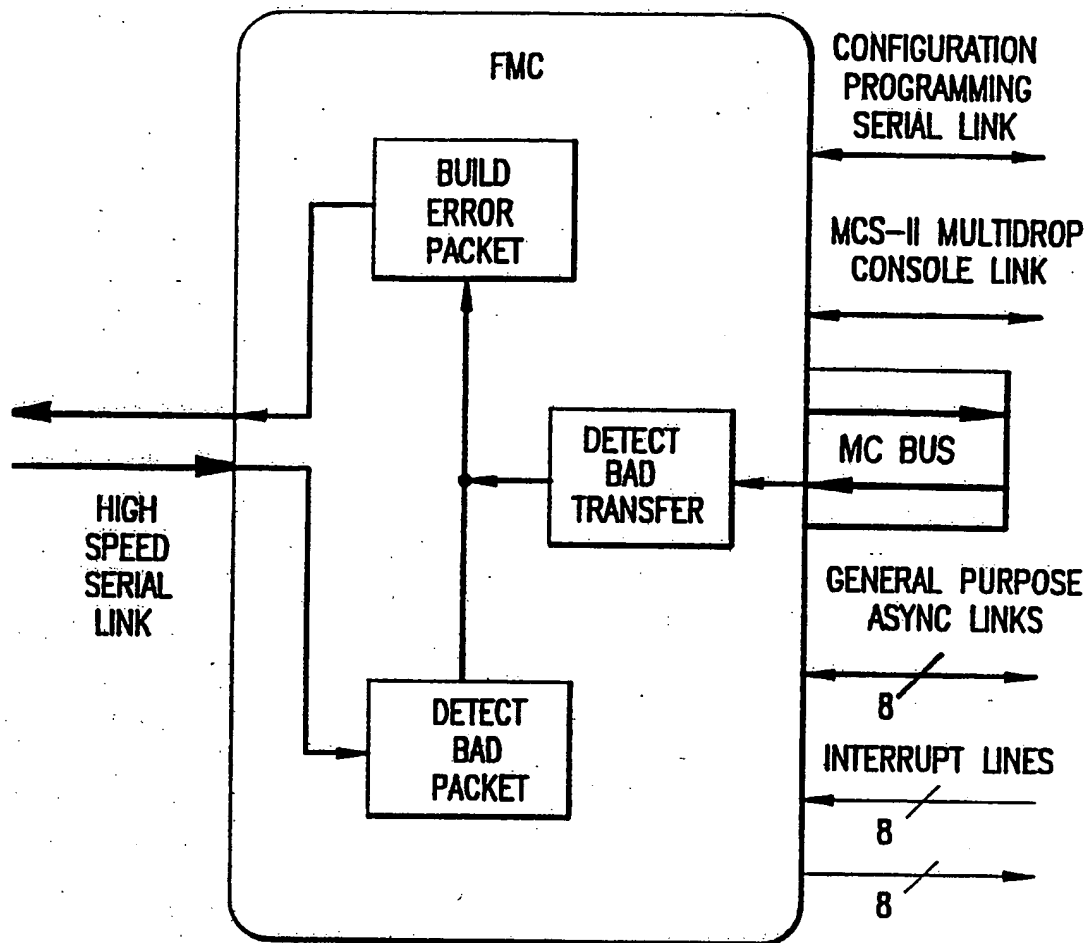 FMC
BUILD
ERROR
PACKET
DETECT
BAD
TRANSFER
DETECT
BAD
PACKET
HIGH
SPEED
SERIAL
LINK
CONFIGURATION
PROGRAMMING
SERIAL LINK
MCS-II MULTIDROP
CONSOLE LINK
MC BUS
GENERAL PURPOSE
ASYNC LINKS
8
INTERRUPT LINES
8
8